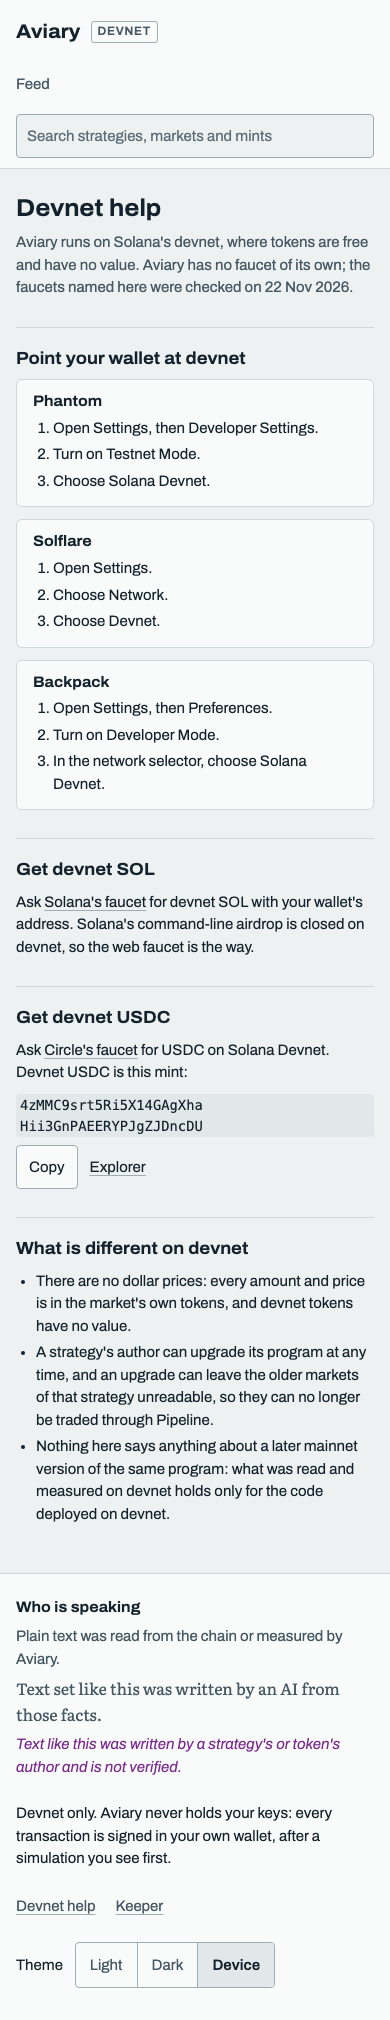 Aviary DEVNET
Feed
Search strategies, markets and mints
Devnet help
Aviary runs on Solana's devnet, where tokens are free
and have no value. Aviary has no faucet of its own; the
faucets named here were checked on 22 Nov 2026.
Point your wallet at devnet
Phantom
1. Open Settings, then Developer Settings.
2. Turn on Testnet Mode.
3. Choose Solana Devnet.
Solflare
1. Open Settings.
2. Choose Network.
3. Choose Devnet.
Backpack
1. Open Settings, then Preferences.
2. Turn on Developer Mode.
3. In the network selector, choose Solana
Devnet.
Get devnet SOL
Ask Solana's faucet for devnet SOL with your wallet's
address. Solana's command-line airdrop is closed on
devnet, so the web faucet is the way.
Get devnet USDC
Ask Circle's faucet for USDC on Solana Devnet.
Devnet USDC is this mint:
4zMMC9srt5Ri5X14GAgXha
Hii3GnPAEERYPJgZJDncDU
Copy Explorer
What is different on devnet
• There are no dollar prices: every amount and price
is in the market's own tokens, and devnet tokens
have no value.
• A strategy's author can upgrade its program at any
time, and an upgrade can leave the older markets
of that strategy unreadable, so they can no longer
be traded through Pipeline.
• Nothing here says anything about a later mainnet
version of the same program: what was read and
measured on devnet holds only for the code
deployed on devnet.
Who is speaking
Plain text was read from the chain or measured by
Aviary.
Text set like this was written by an AI from
those facts.
Text like this was written by a strategy's or token's
author and is not verified.
Devnet only. Aviary never holds your keys: every
transaction is signed in your own wallet, after a
simulation you see first.
Devnet help Keeper
Theme Light Dark Device